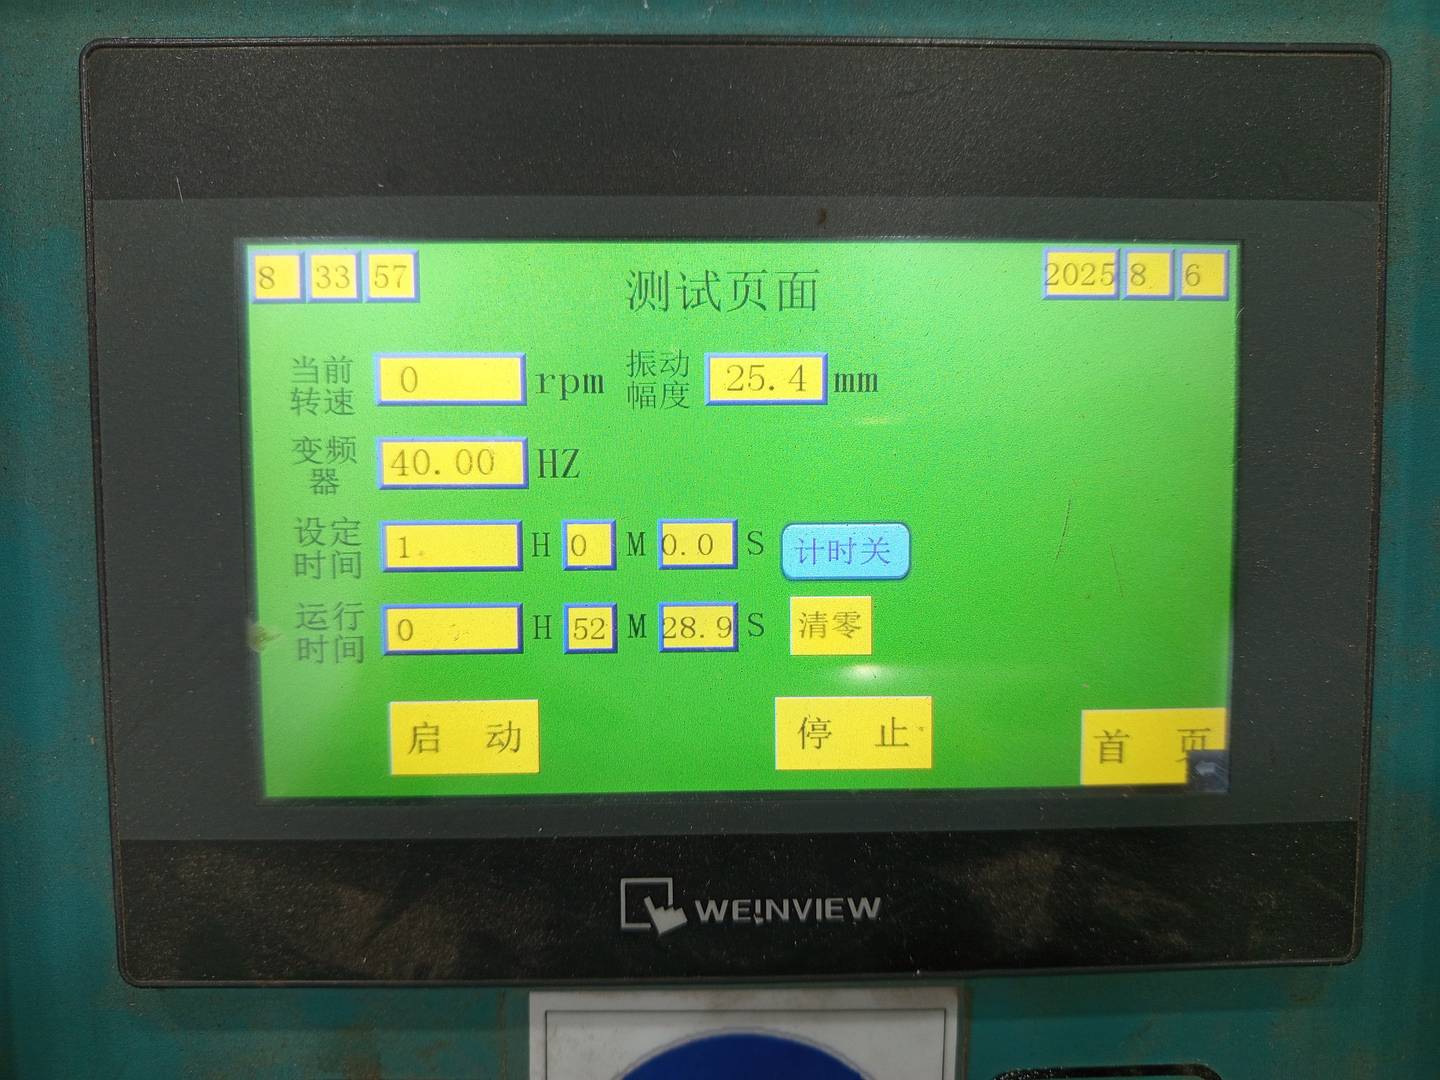 8 33 57 测试页面 2025 8 6
当前转速 0 rpm 振动幅度 25.4 mm
变频器 40.00 HZ
设定时间 1 H 0 M 0.0 S 计时关
运行时间 0 H 52 M 28.9 S 清零
启 动 停 止 首 页
WEINVIEW